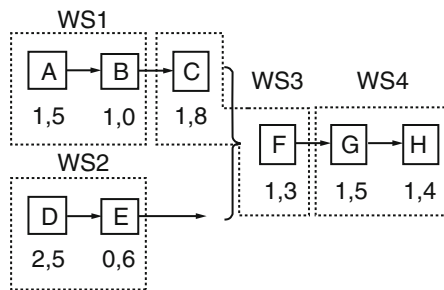 WS1
A B C
1,5 1,0 1,8
WS3 WS4
F G H
1,3 1,5 1,4
WS2
D E
2,5 0,6